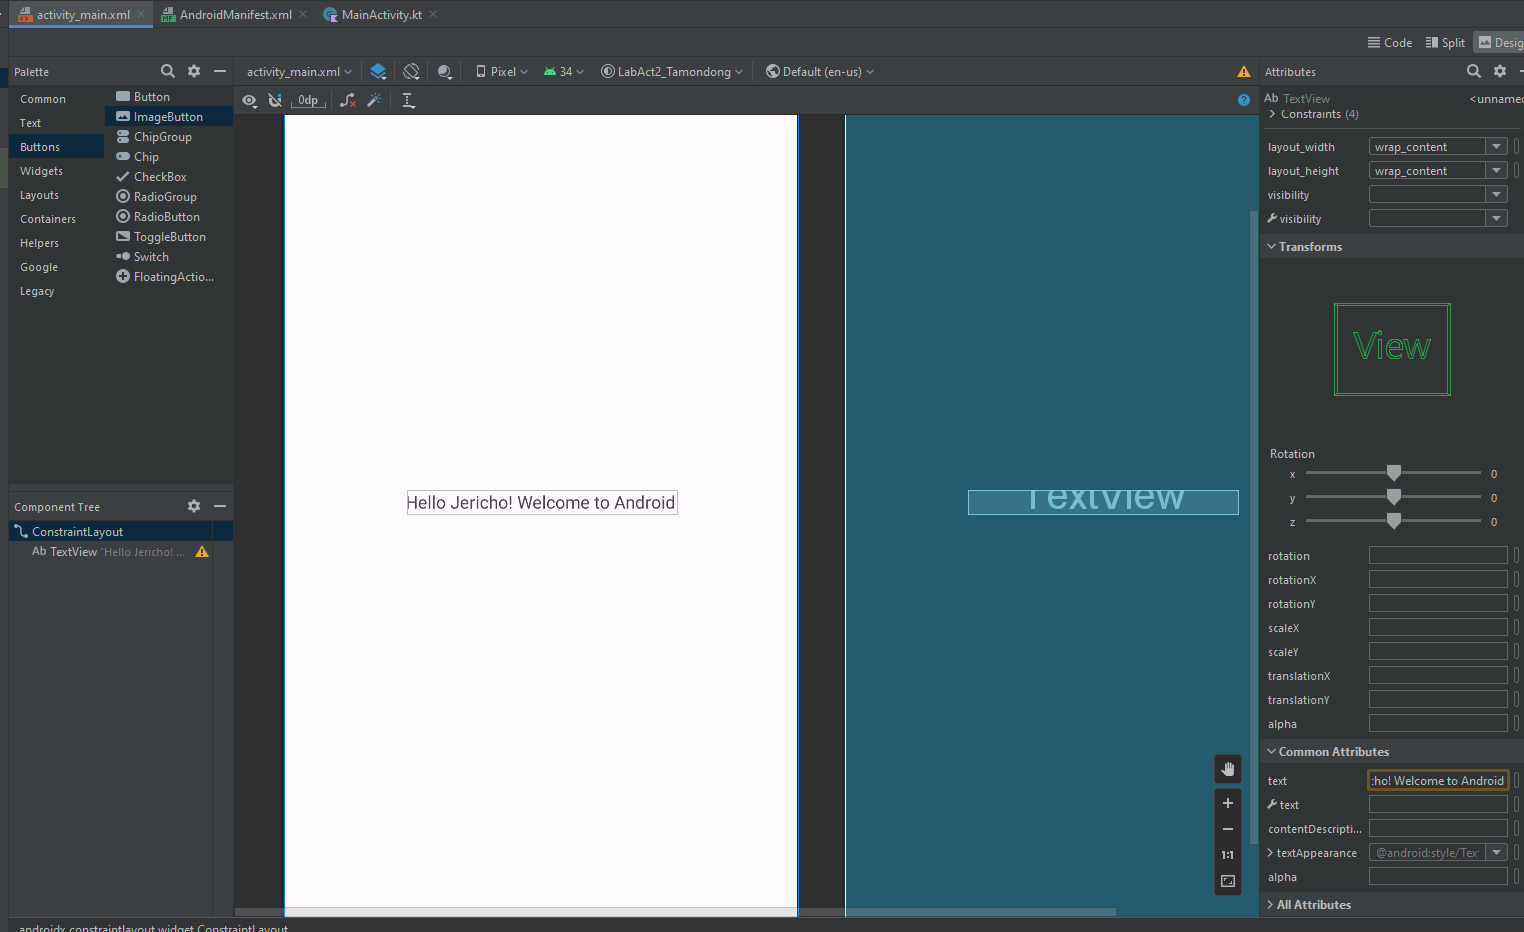 activity_main.xml
AndroidManifest.xml
MainActivity.kt
Code
Split
Desig
Palette
activity_main.xml
Pixel
34
LabAct2_Tamondong
Default (en-us)
Attributes
0dp
?
Common
Text
Buttons
Widgets
Layouts
Containers
Helpers
Google
Legacy
Button
ImageButton
ChipGroup
Chip
CheckBox
RadioGroup
RadioButton
ToggleButton
Switch
FloatingActio...
Component Tree
ConstraintLayout
Ab TextView "Hello Jericho! ...
Hello Jericho! Welcome to Android
TextView
1:1
Ab TextView
<unnamed
Constraints (4)
layout_width wrap_content
layout_height wrap_content
visibility
visibility
Transforms
View
Rotation
x 0
y 0
z 0
rotation
rotationX
rotationY
scaleX
scaleY
translationX
translationY
alpha
Common Attributes
text :ho! Welcome to Android
text
contentDescripti...
textAppearance @android:style/Tex
alpha
All Attributes
androidx.constraintlayout.widget.ConstraintLayout